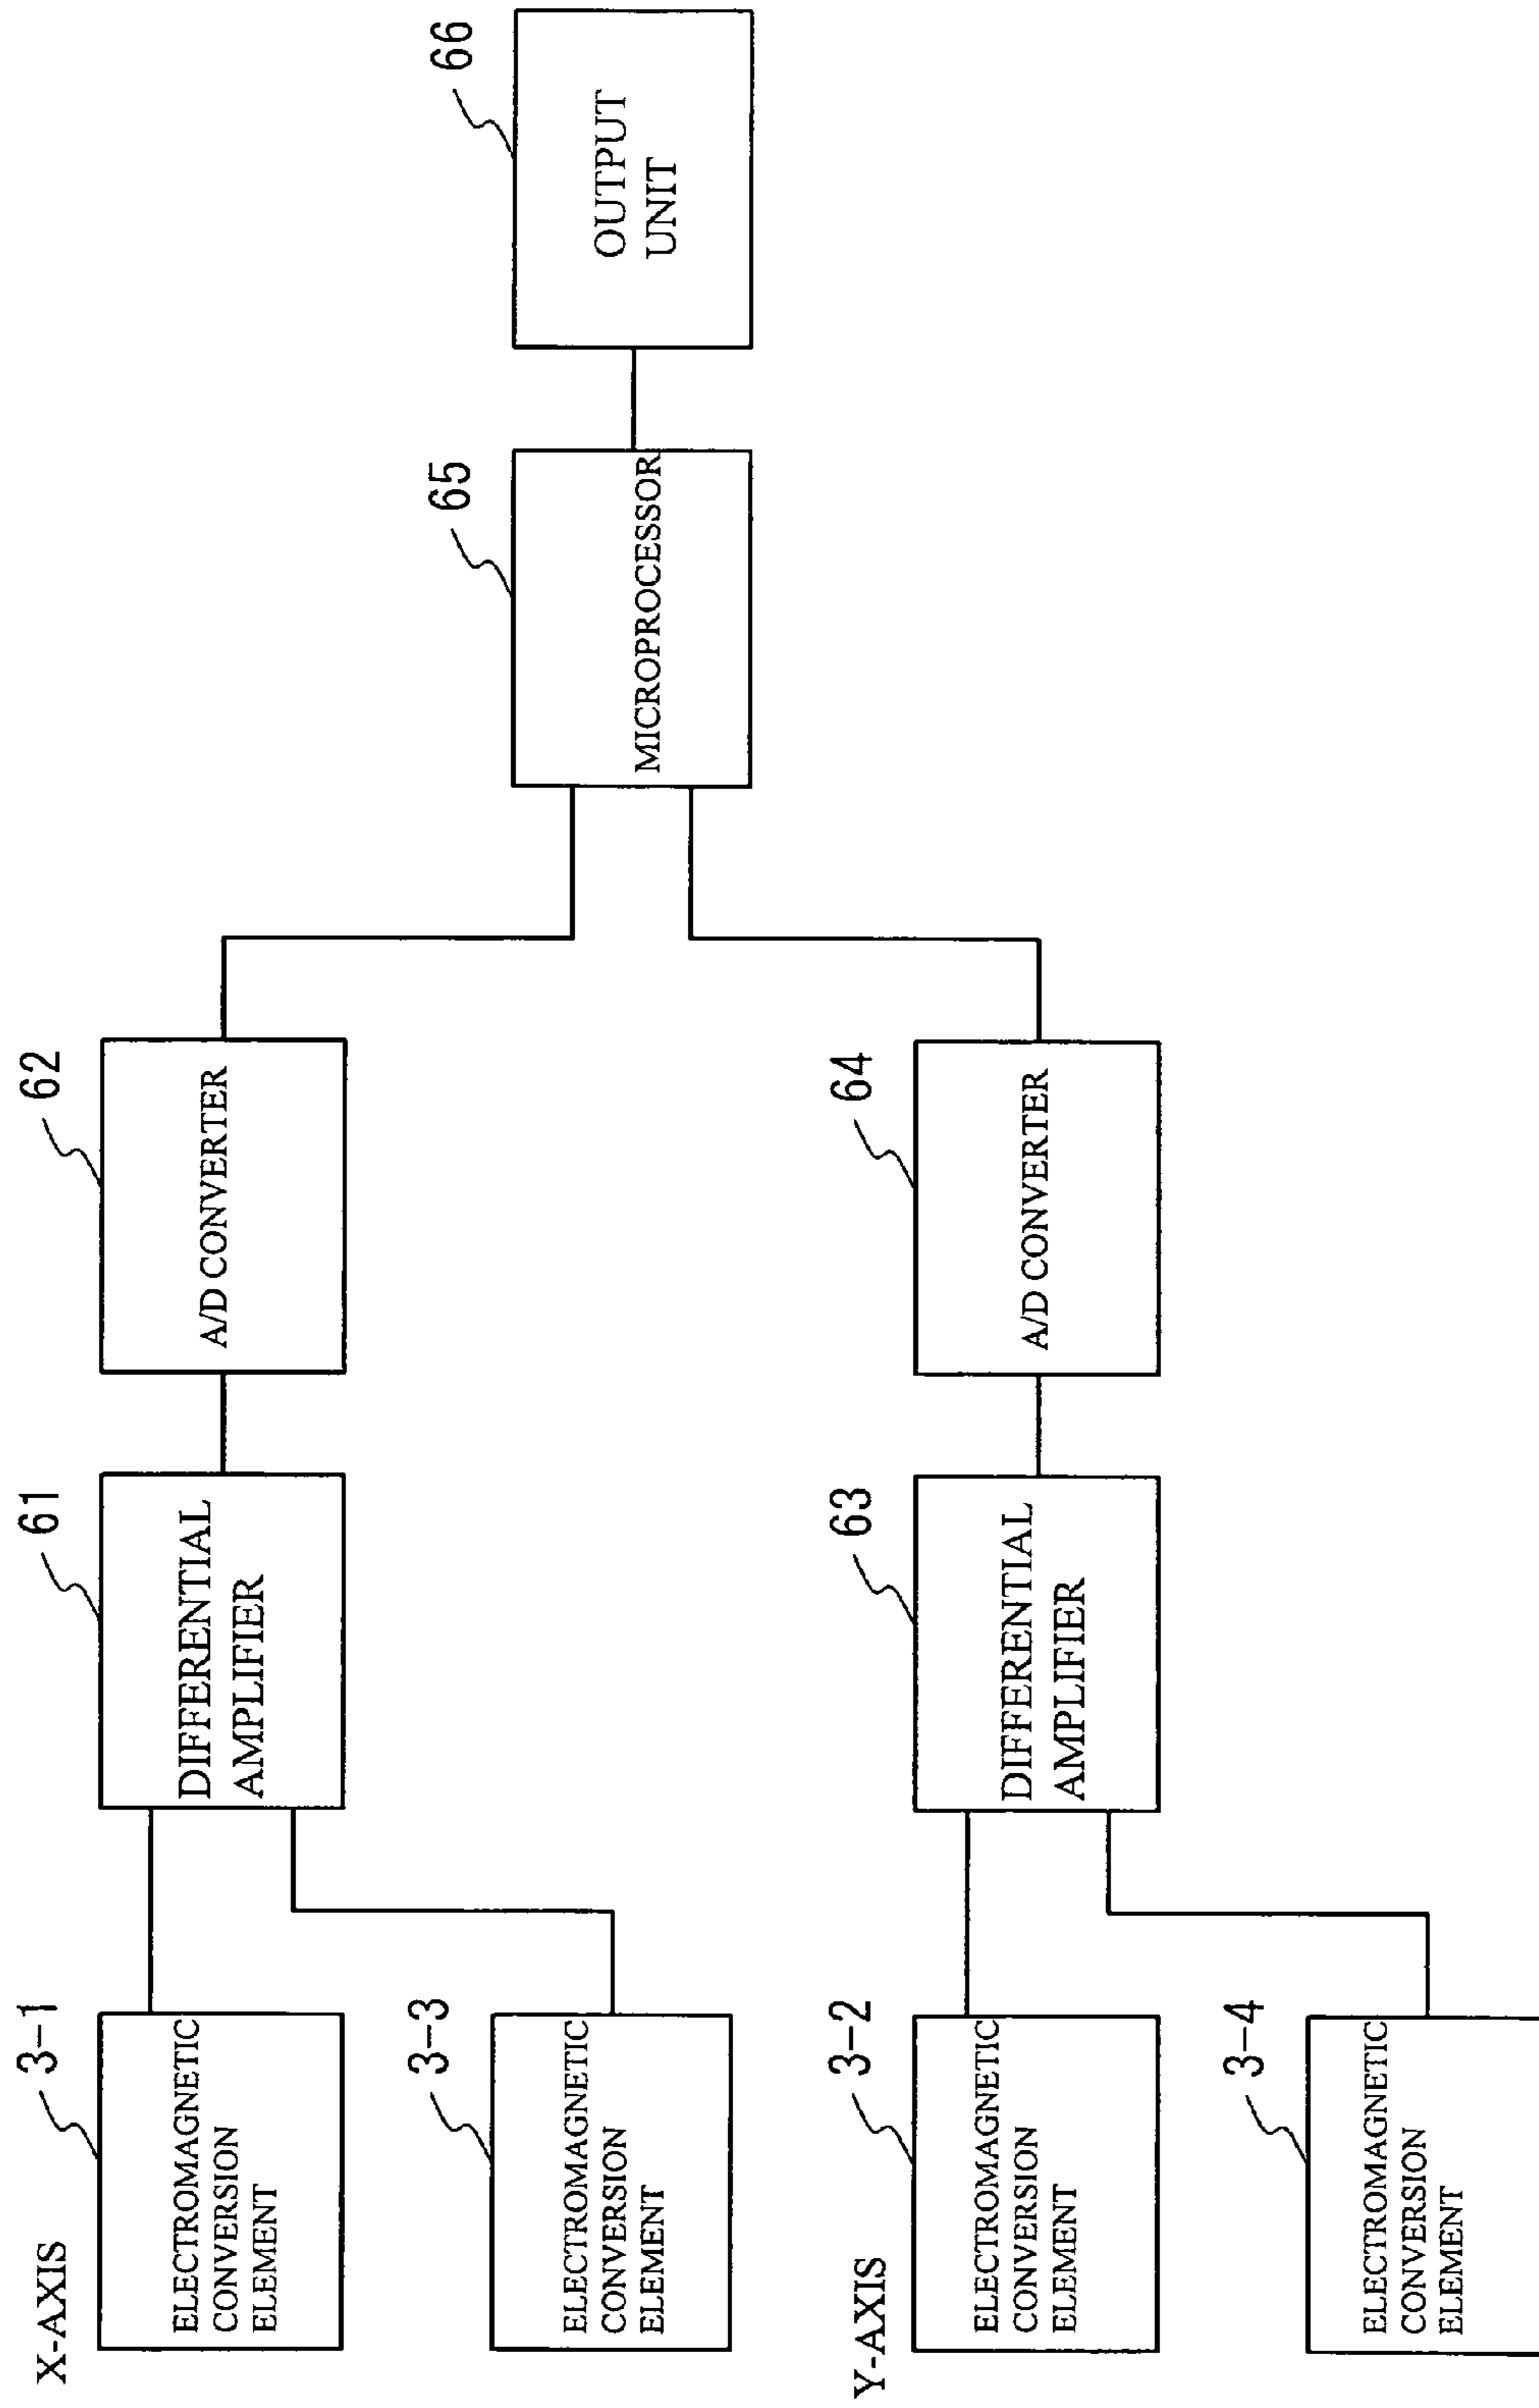 X-AXIS
3-1
ELECTROMAGNETIC
CONVERSION
ELEMENT
61
DIFFERENTIAL
AMPLIFIER
62
A/D CONVERTER
3-3
ELECTROMAGNETIC
CONVERSION
ELEMENT
65
MICROPROCESSOR
66
OUTPUT
UNIT
Y-AXIS
3-2
ELECTROMAGNETIC
CONVERSION
ELEMENT
63
DIFFERENTIAL
AMPLIFIER
64
A/D CONVERTER
3-4
ELECTROMAGNETIC
CONVERSION
ELEMENT